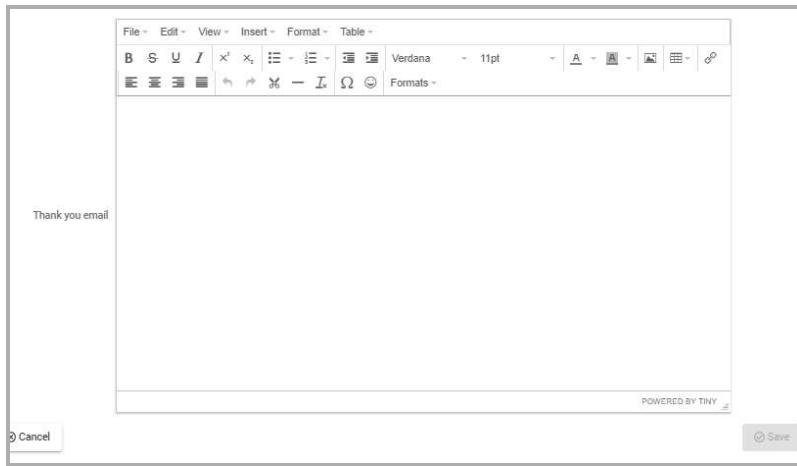 File Edit View Insert Format Table
B S U I x² x₂ Verdana 11pt A A
Ix Ω Formats
Thank you email
POWERED BY TINY
Cancel Save